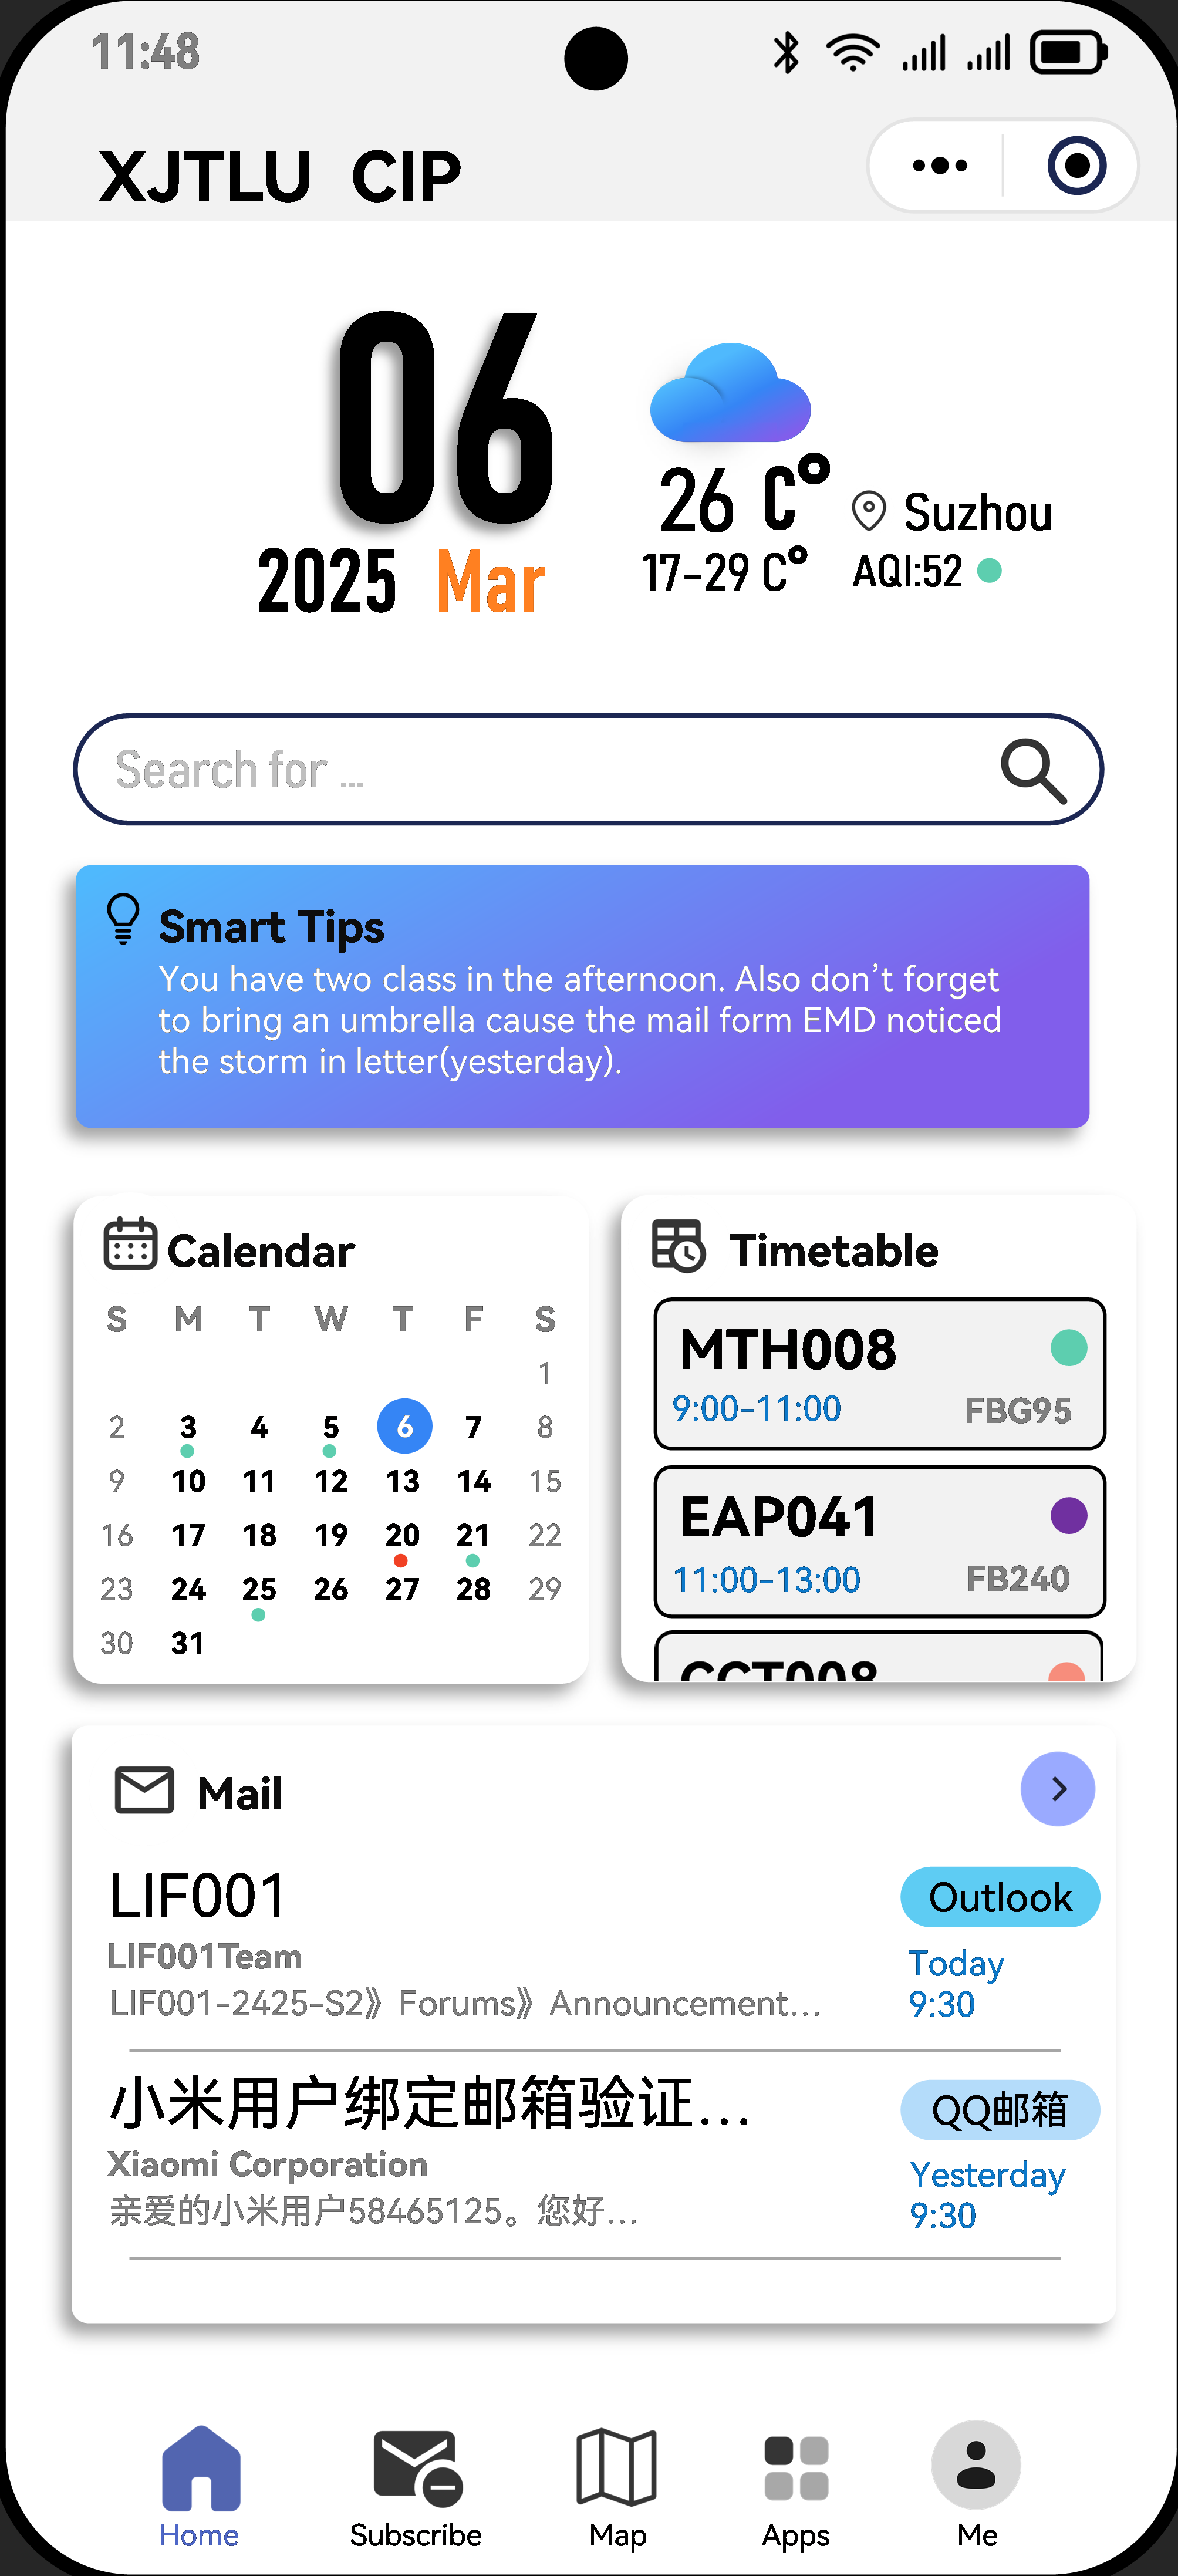 11:48
XJTLU CIP
06
2025 Mar
26 C°
Suzhou
17-29 C°
AQI:52
Search for ...
Smart Tips
You have two class in the afternoon. Also don't forget
to bring an umbrella cause the mail form EMD noticed
the storm in letter(yesterday).
Calendar
S M T W T F S
1
2 3 4 5 6 7 8
9 10 11 12 13 14 15
16 17 18 19 20 21 22
23 24 25 26 27 28 29
30 31
Timetable
MTH008
9:00-11:00 FBG95
EAP041
11:00-13:00 FB240
CCT008
Mail
LIF001
Outlook
LIF001Team
Today
LIF001-2425-S2》Forums》Announcement...
9:30
小米用户绑定邮箱验证...
QQ邮箱
Xiaomi Corporation
Yesterday
亲爱的小米用户58465125。您好...
9:30
Home Subscribe Map Apps Me